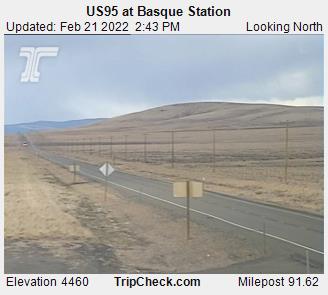 US95 at Basque Station
Updated: Feb 21 2022 2:43 PM Looking North
Elevation 4460 TripCheck.com Milepost 91.62